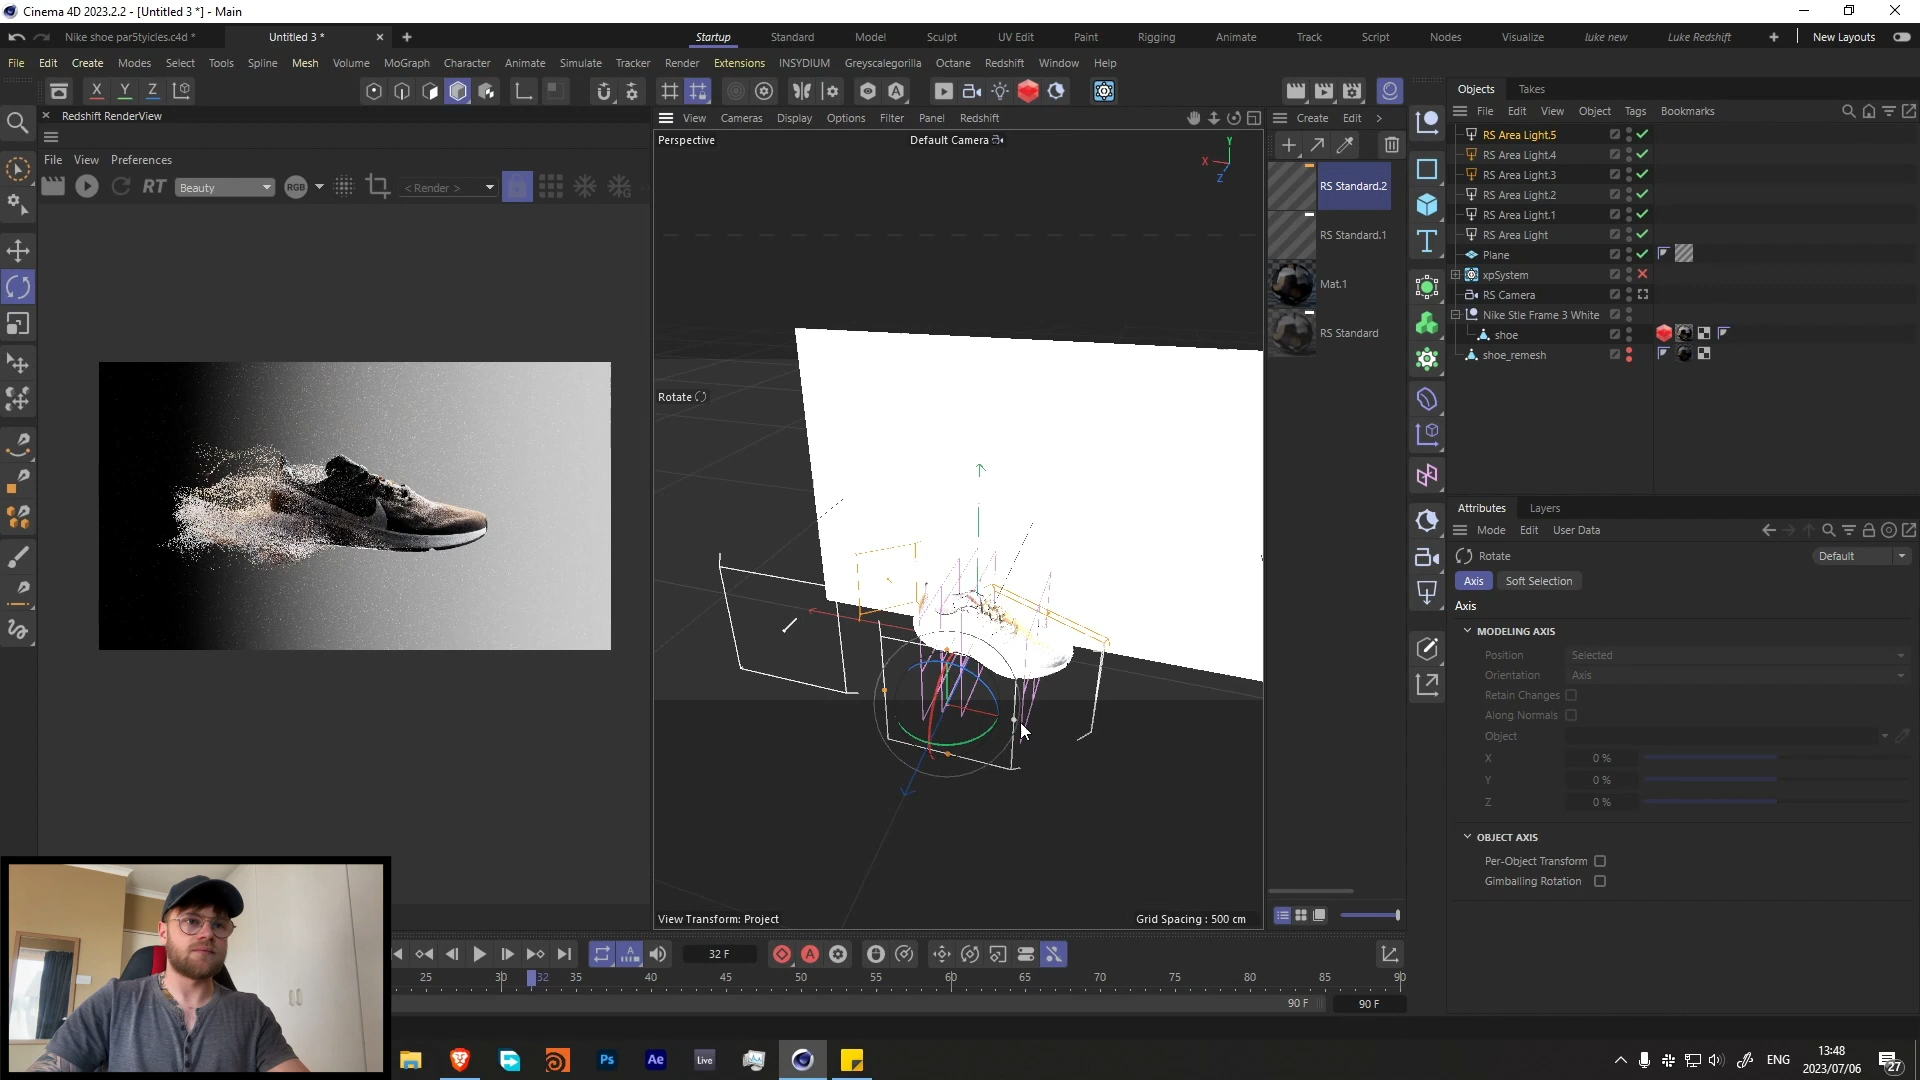 Cinema 4D 2023.2.2 - [Untitled 3 *] - Main
Nike shoe par5tyicles.c4d *
Untitled 3 *
Startup
Standard
Model
Sculpt
UV Edit
Paint
Rigging
Animate
Track
Script
Nodes
Visualize
luke new
Luke Redshift
New Layouts
File Edit Create Modes Select Tools Spline Mesh Volume MoGraph Character Animate Simulate Tracker Render Extensions INSYDIUM Greyscalegorilla Octane Redshift Window Help
X Y Z
Redshift RenderView
File View Preferences
RT
Beauty
RGB
< Render >
View Cameras Display Options Filter Panel Redshift
Perspective
Default Camera
Y
X
Z
Rotate
View Transform: Project
Grid Spacing : 500 cm
Create Edit
RS Standard.2
RS Standard.1
Mat.1
RS Standard
Objects Takes
File Edit View Object Tags Bookmarks
RS Area Light.5
RS Area Light.4
RS Area Light.3
RS Area Light.2
RS Area Light.1
RS Area Light
Plane
xpSystem
RS Camera
Nike Stle Frame 3 White
shoe
shoe_remesh
Attributes Layers
Mode Edit User Data
Rotate
Default
Axis
Soft Selection
Axis
MODELING AXIS
Position Selected
Orientation Axis
Retain Changes
Along Normals
Object
X 0 %
Y 0 %
Z 0 %
OBJECT AXIS
Per-Object Transform
Gimballing Rotation
32 F
25 30 32 35 40 45 50 55 60 65 70 75 80 85 90
90 F
90 F
Ps
Ae
Live
ENG
13:48
2023/07/06
27